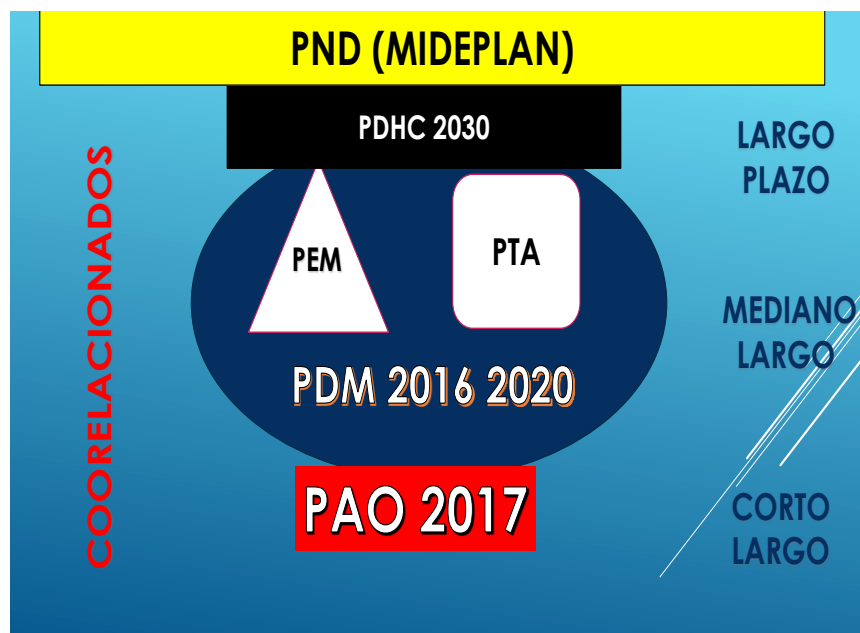 PND (MIDEPLAN)
PDHC 2030
LARGO
PLAZO
COORELACIONADOS
PEM
PTA
MEDIANO
LARGO
PDM 2016 2020
PAO 2017
CORTO
LARGO